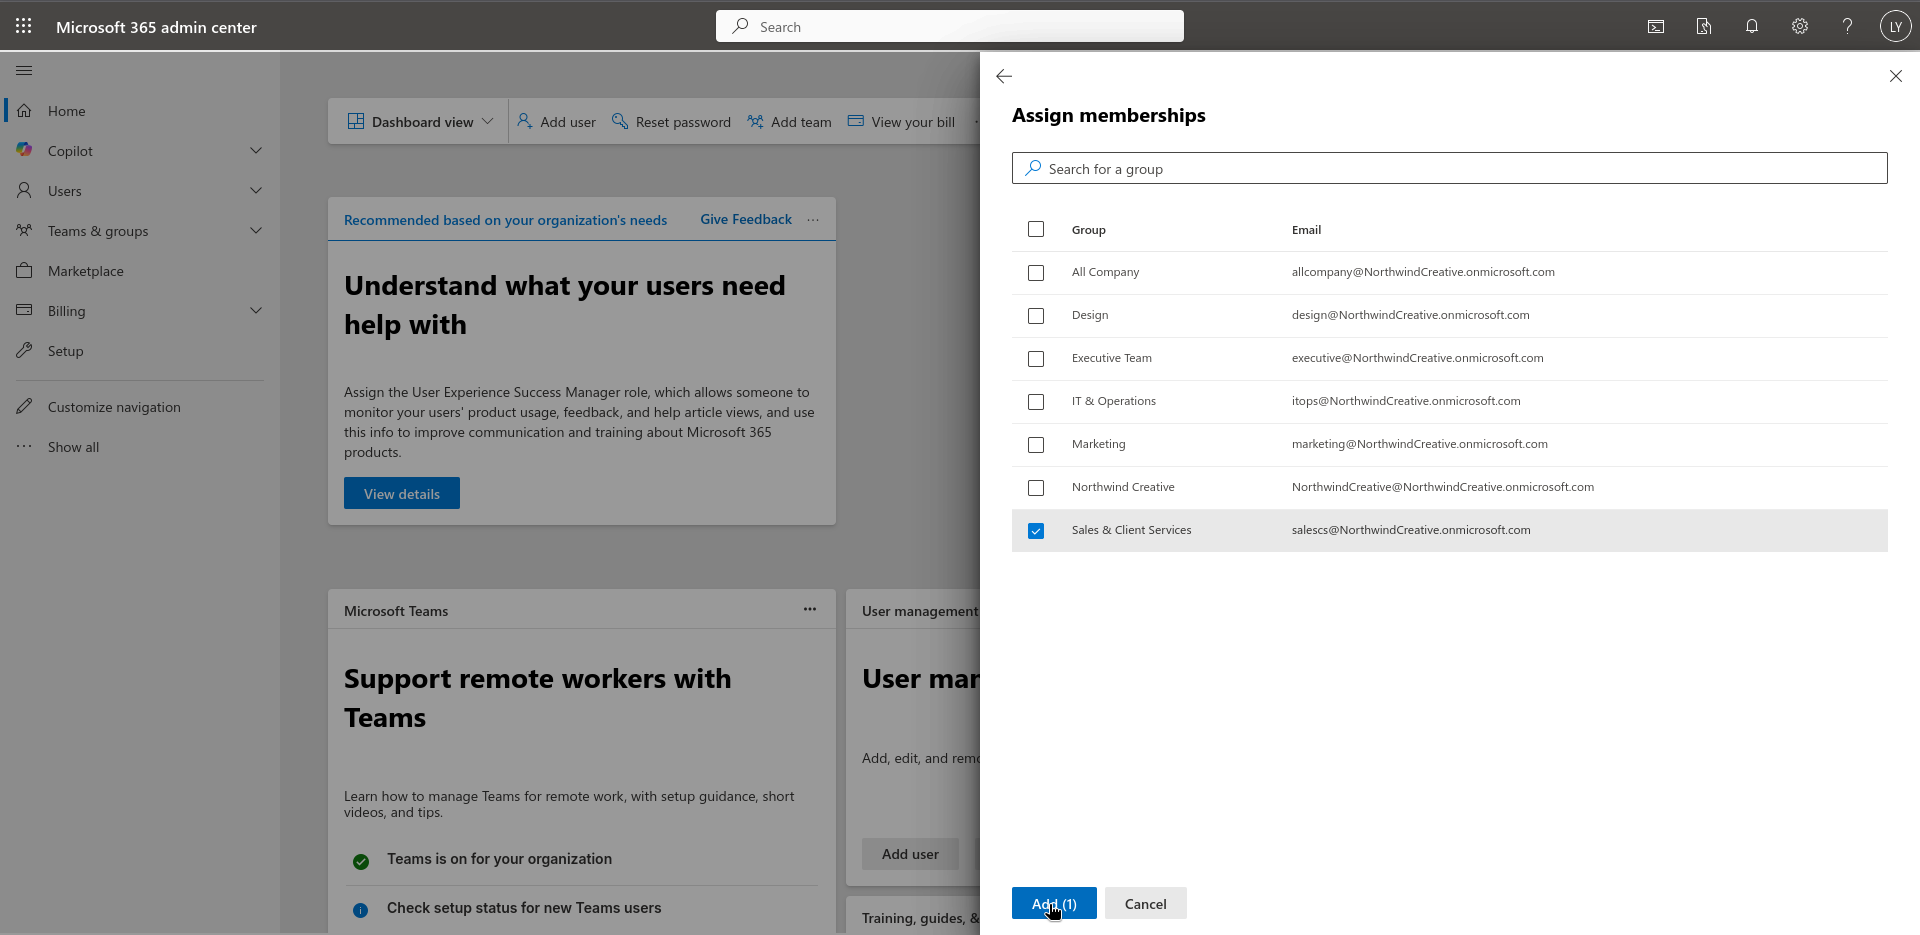 Microsoft 365 admin center
Search
LY
Home
Copilot
Users
Teams & groups
Marketplace
Billing
Setup
Customize navigation
Show all
Dashboard view
Add user
Reset password
Add team
View your bill
Recommended based on your organization's needs
Give Feedback
Understand what your users need
help with
Assign the User Experience Success Manager role, which allows someone to
monitor your users' product usage, feedback, and help article views, and use
this info to improve communication and training about Microsoft 365
products.
View details
Microsoft Teams
Support remote workers with
Teams
Learn how to manage Teams for remote work, with setup guidance, short
videos, and tips.
Teams is on for your organization
Check setup status for new Teams users
User management
User man
Add, edit, and remo
Add user
Training, guides, &
Assign memberships
Search for a group
Group Email
All Company allcompany@NorthwindCreative.onmicrosoft.com
Design design@NorthwindCreative.onmicrosoft.com
Executive Team executive@NorthwindCreative.onmicrosoft.com
IT & Operations itops@NorthwindCreative.onmicrosoft.com
Marketing marketing@NorthwindCreative.onmicrosoft.com
Northwind Creative NorthwindCreative@NorthwindCreative.onmicrosoft.com
Sales & Client Services salescs@NorthwindCreative.onmicrosoft.com
Add (1)
Cancel